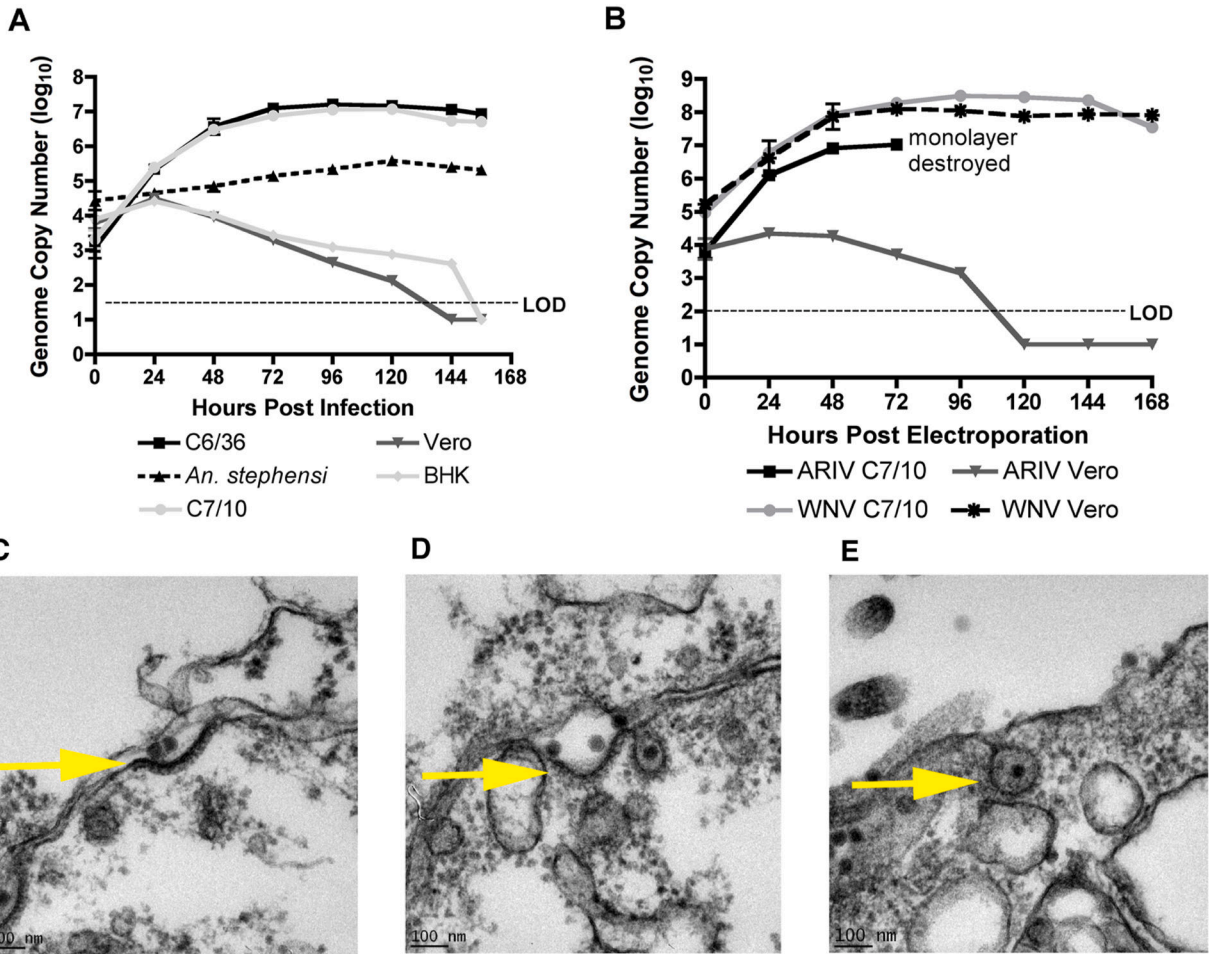 A
Genome Copy Number (log10)
8
7
6
5
4
3
2
1
0
0 24 48 72 96 120 144 168
LOD
Hours Post Infection
C6/36
Vero
An. stephensi
BHK
C7/10
B
Genome Copy Number (log10)
9
8
7
6
5
4
3
2
1
0
monolayer
destroyed
LOD
0 24 48 72 96 120 144 168
Hours Post Electroporation
ARIV C7/10
ARIV Vero
WNV C7/10
WNV Vero
C
D
E
00 nm
100 nm
100 nm